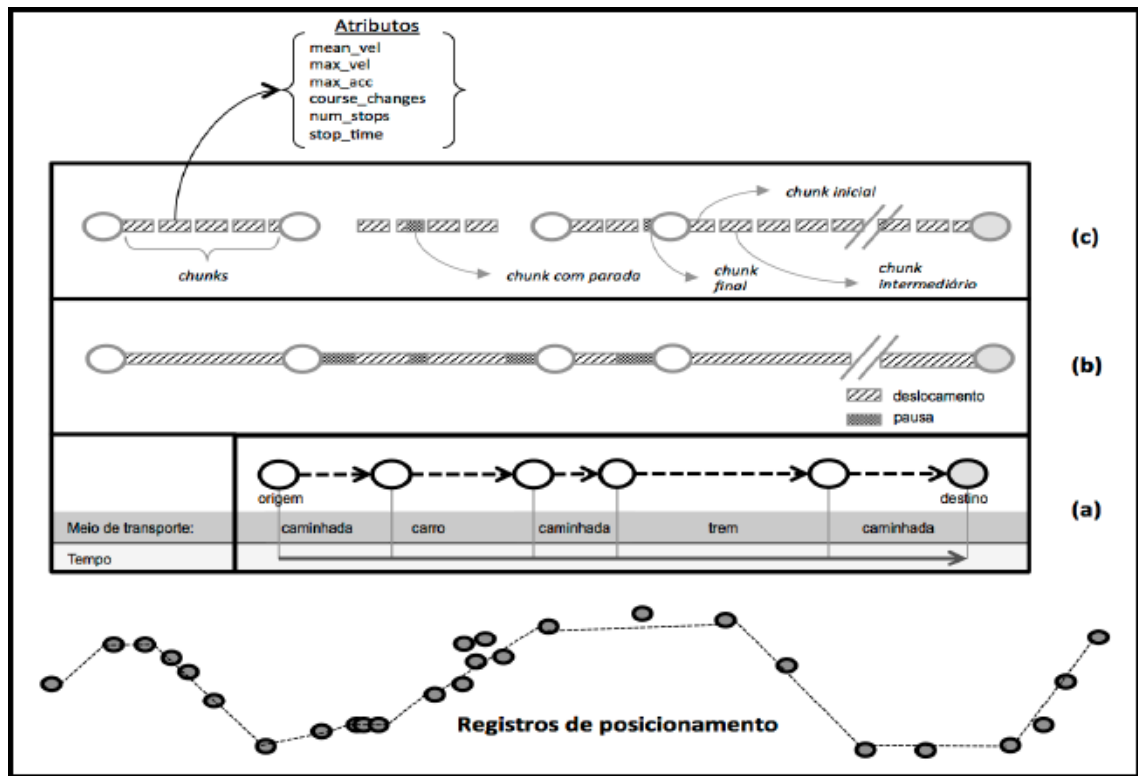 Atributos
mean_vel
max_vel
max_acc
course_changes
num_stops
stop_time
chunk inicial
(c)
chunks
chunk com parada
chunk
final
chunk
intermediário
(b)
deslocamento
pausa
origem
destino
(a)
Meio de transporte:
caminhada
carro
caminhada
trem
caminhada
Tempo
Registros de posicionamento